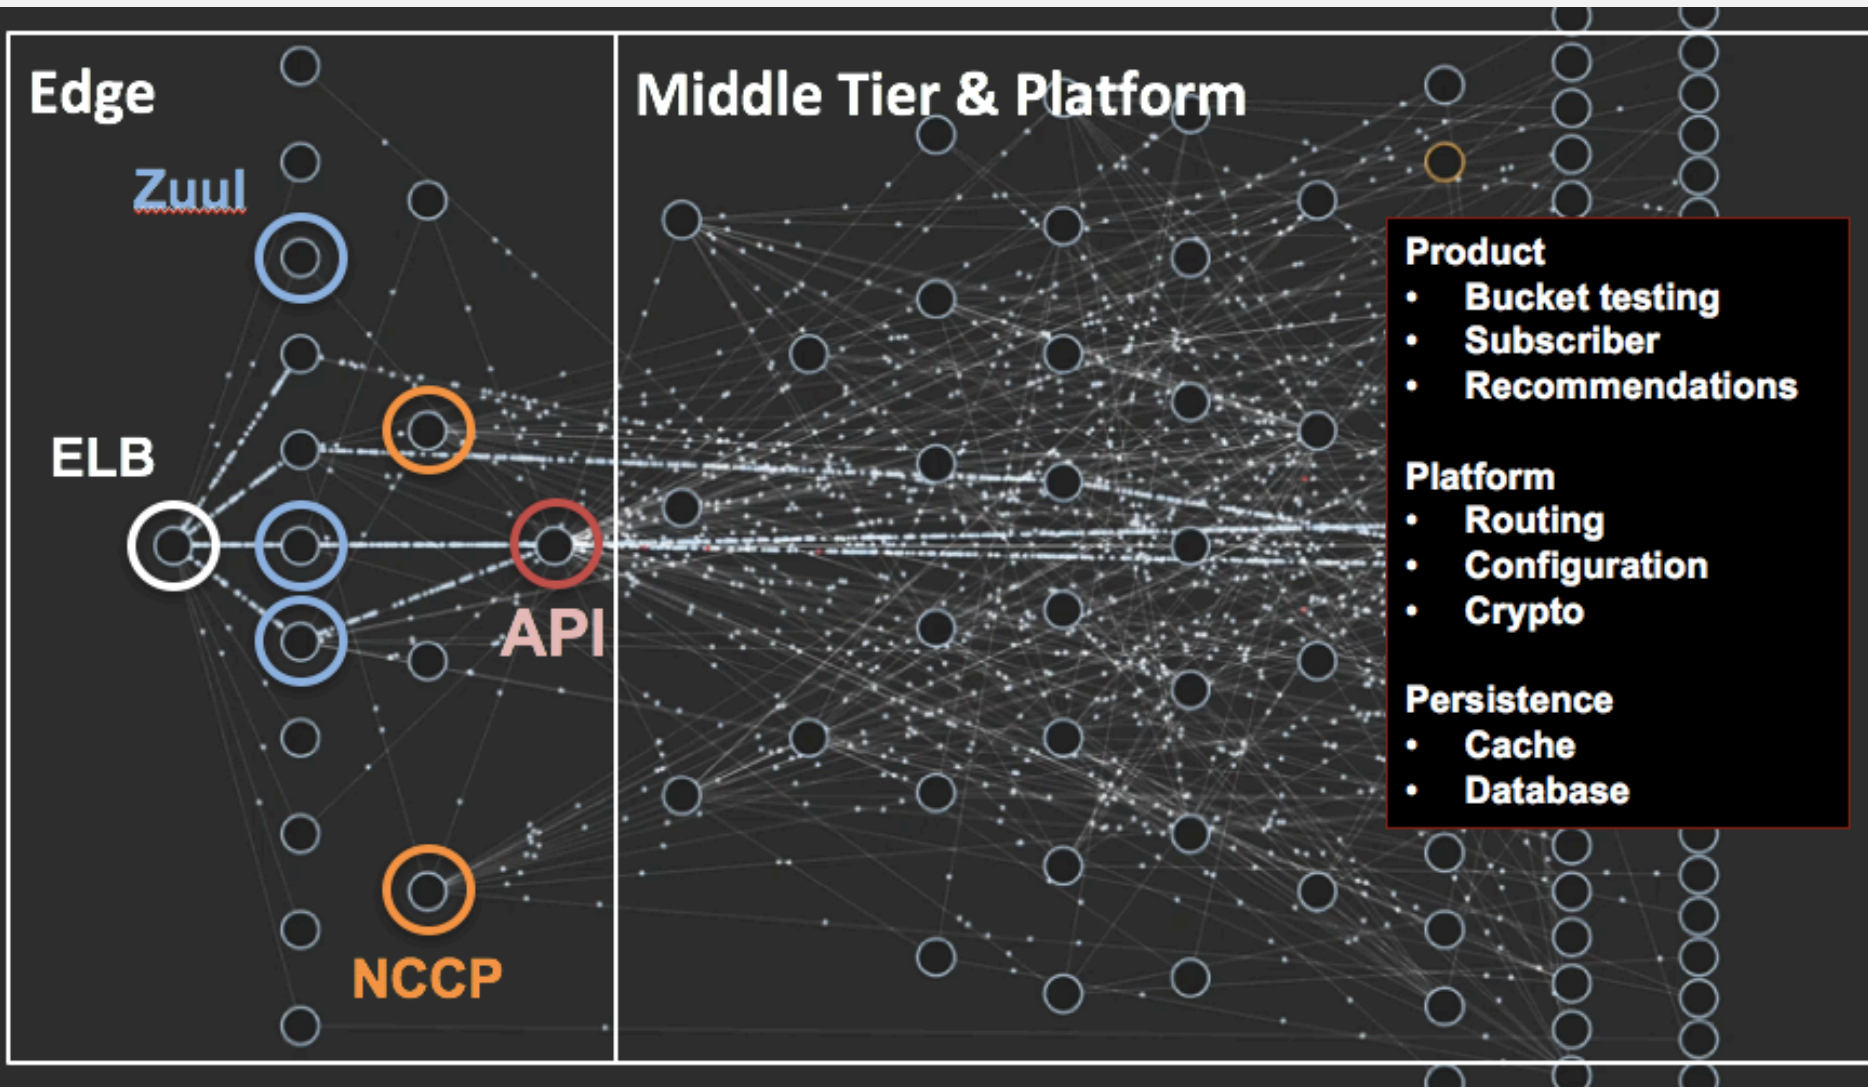 Edge
Middle Tier & Platform
Zuul
ELB
API
NCCP
Product
• Bucket testing
• Subscriber
• Recommendations
Platform
• Routing
• Configuration
• Crypto
Persistence
• Cache
• Database